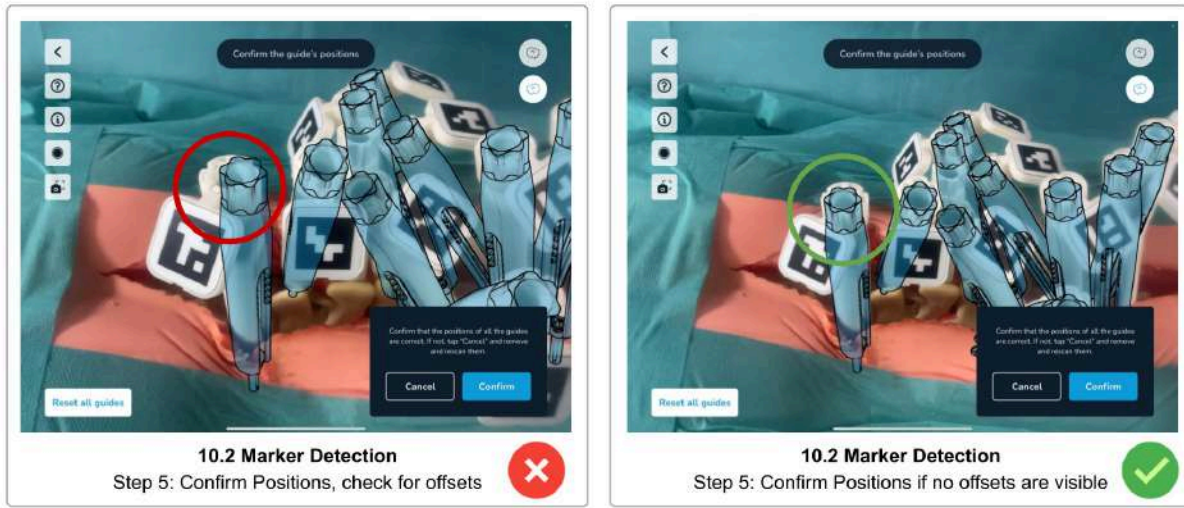 Confirm the guide's positions
Confirm that the positions of all the guides
are correct. If not, tap "Cancel" and remove
and rescan them.
Cancel
Confirm
Reset all guides
10.2 Marker Detection
Step 5: Confirm Positions, check for offsets
Confirm the guide's positions
Confirm that the positions of all the guides
are correct. If not, tap "Cancel" and remove
and rescan them.
Cancel
Confirm
Reset all guides
10.2 Marker Detection
Step 5: Confirm Positions if no offsets are visible